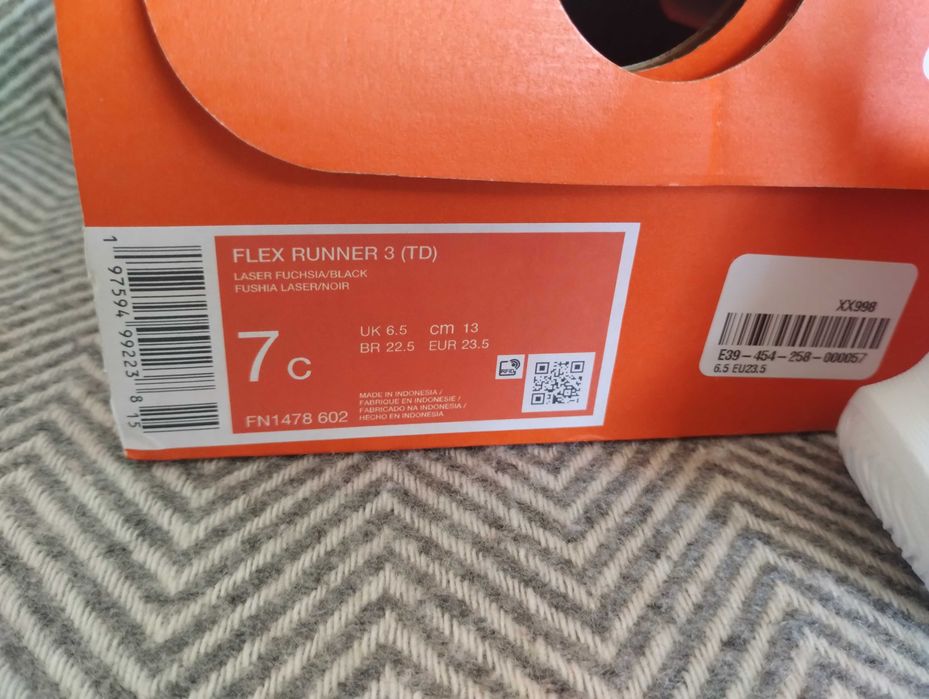 FLEX RUNNER 3 (TD)
LASER FUCHSIA/BLACK
FUSHIA LASER/NOIR
7 C
UK 6.5 cm 13
BR 22.5 EUR 23.5
RFID
MADE IN INDONESIA /
FABRIQUE EN INDONESIE /
FABRICADO NA INDONESIA /
HECHO EN INDONESIA
FN1478 602
1 97594 99223 8 15
XX998
E39-454-258-000057
6.5 EU23.5